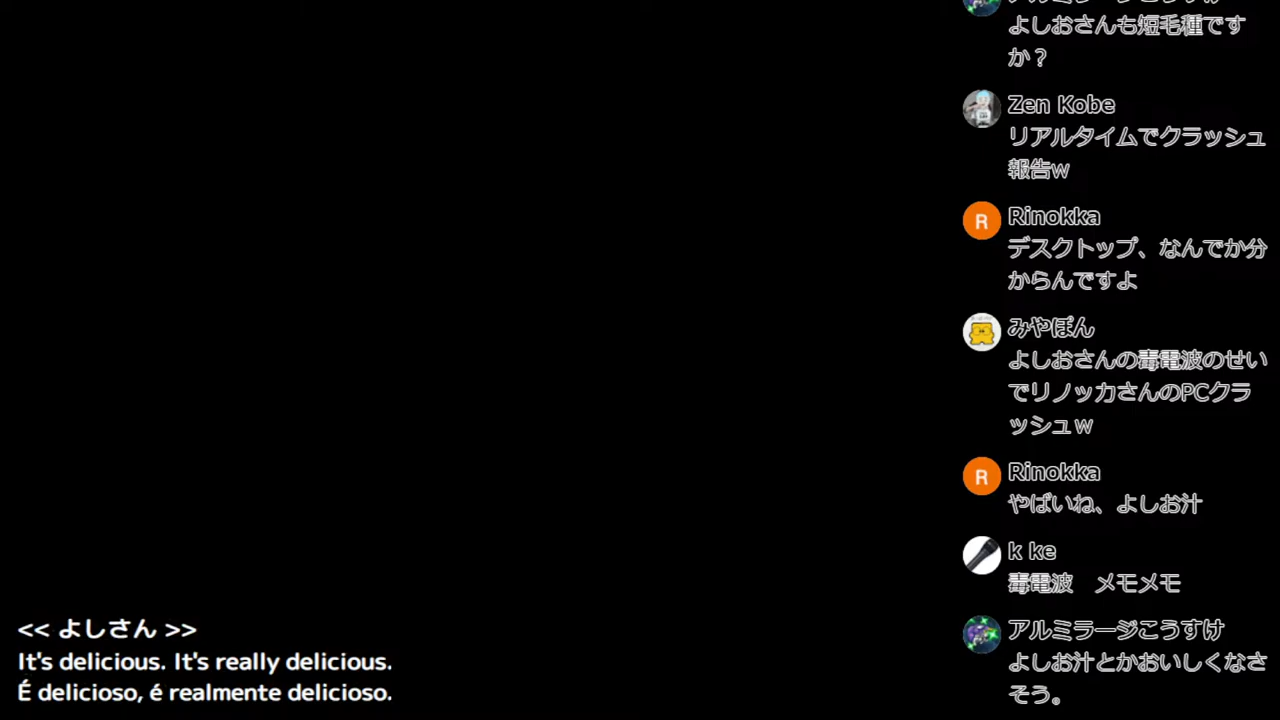 よしおさんも短毛種です
か？
Zen Kobe
リアルタイムでクラッシュ
報告w
R
Rinokka
デスクトップ、なんでか分
からんですよ
みやぽん
よしおさんの毒電波のせい
でリノッカさんのPCクラ
ッシュｗ
R
Rinokka
やばいね、よしお汁
k ke
毒電波　メモメモ
アルミラージこうすけ
よしお汁とかおいしくなさ
そう。
<< よしさん >>
It's delicious. It's really delicious.
É delicioso, é realmente delicioso.